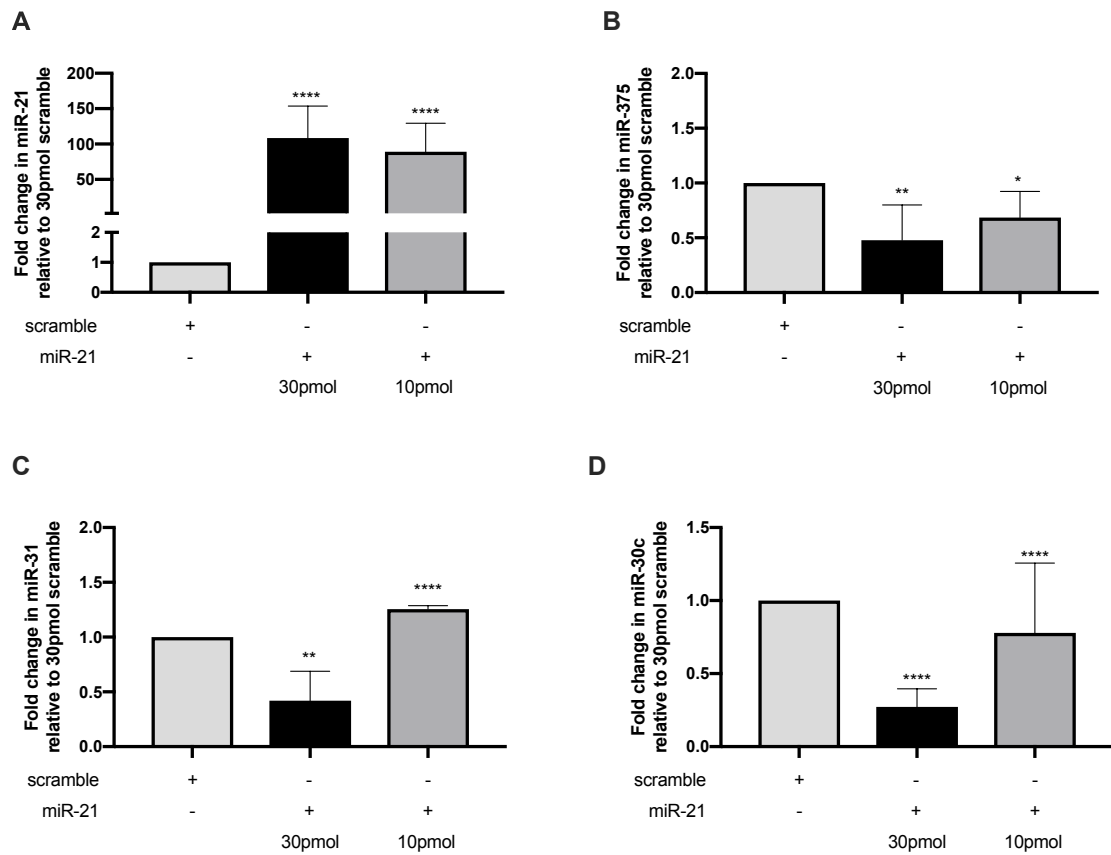 A
Fold change in miR-21
relative to 30pmol scramble
200
150
100
50
2
1
0
****
****
scramble + - -
miR-21 - + +
30pmol 10pmol
B
Fold change in miR-375
relative to 30pmol scramble
2.0
1.5
1.0
0.5
0.0
**
*
scramble + - -
miR-21 - + +
30pmol 10pmol
C
Fold change in miR-31
relative to 30pmol scramble
2.0
1.5
1.0
0.5
0.0
**
****
scramble + - -
miR-21 - + +
30pmol 10pmol
D
Fold change in miR-30c
relative to 30pmol scramble
1.5
1.0
0.5
0.0
****
****
scramble + - -
miR-21 - + +
30pmol 10pmol